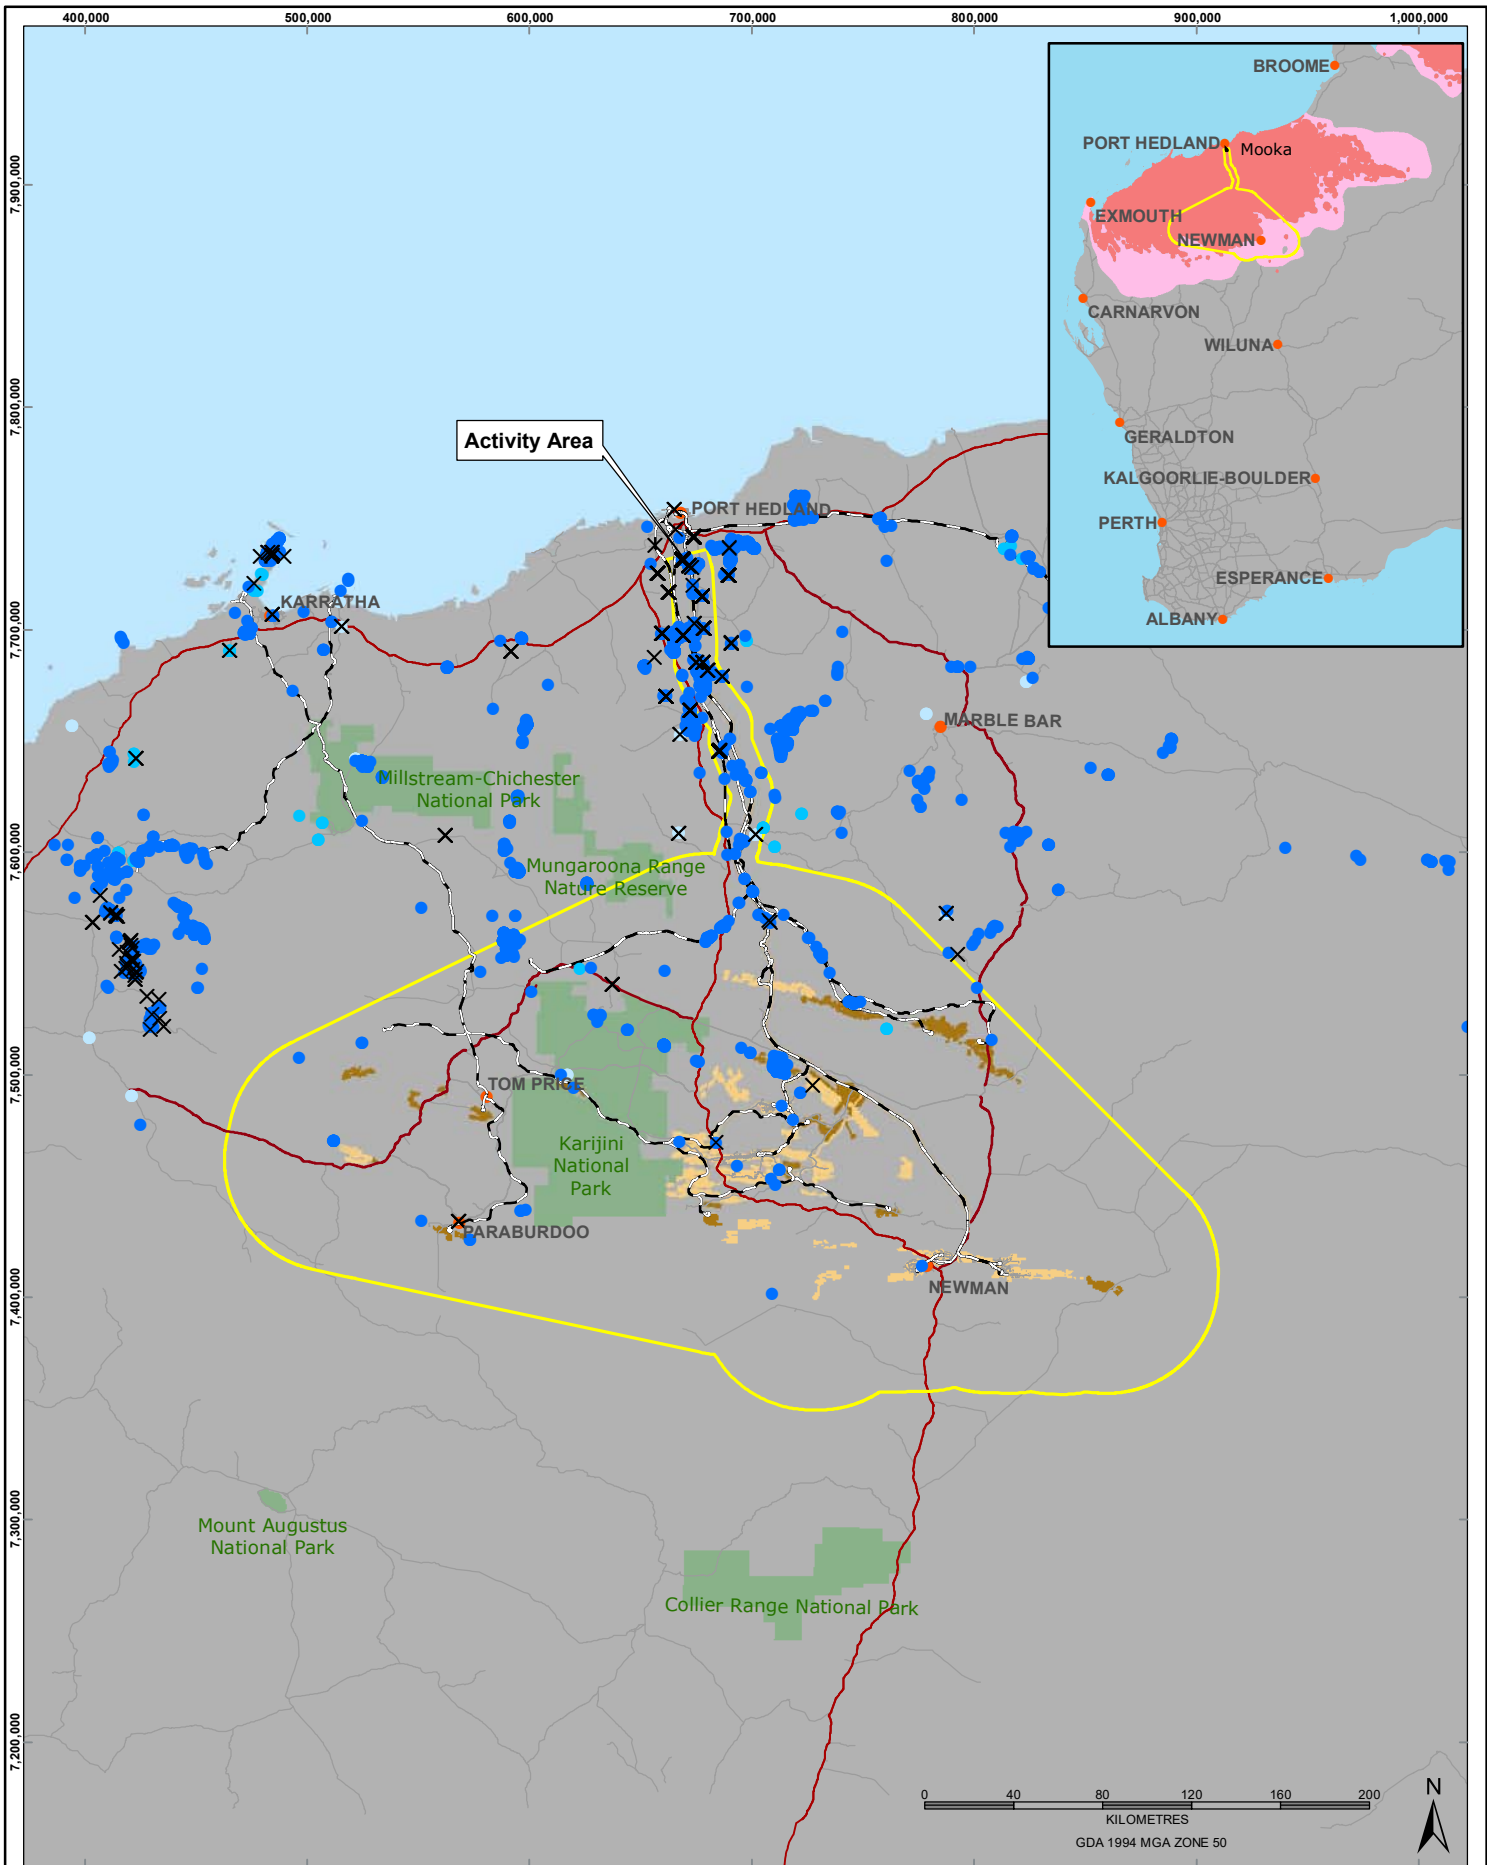 400,000
500,000
600,000
700,000
800,000
900,000
1,000,000
7,900,000
7,800,000
7,700,000
7,600,000
7,500,000
7,400,000
7,300,000
7,200,000
BROOME
PORT HEDLAND
Mooka
EXMOUTH
NEWMAN
CARNARVON
WILUNA
GERALDTON
KALGOORLIE-BOULDER
PERTH
ESPERANCE
ALBANY
Activity Area
PORT HEDLAND
KARRATHA
MARBLE BAR
Millstream-Chichester
National Park
Mungaroona Range
Nature Reserve
TOM PRICE
Karijini
National
Park
PARABURDOO
NEWMAN
Mount Augustus
National Park
Collier Range National Park
0
40
80
120
160
200
KILOMETRES
GDA 1994 MGA ZONE 50
N